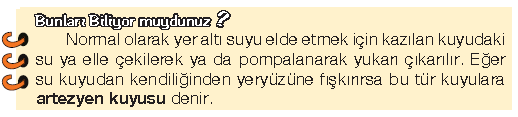 Bunları Biliyor muydunuz ?
Normal olarak yer altı suyu elde etmek için kazılan kuyudaki
su ya elle çekilerek ya da pompalanarak yukarı çıkarılır. Eğer
su kuyudan kendiliğinden yeryüzüne fışkırırsa bu tür kuyulara
artezyen kuyusu denir.